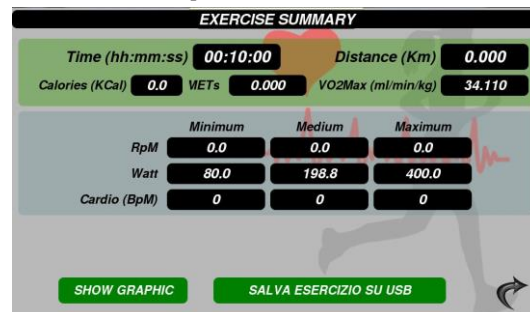 EXERCISE SUMMARY
Time (hh:mm:ss) 00:10:00 Distance (Km) 0.000
Calories (KCal) 0.0 METs 0.000 VO2Max (ml/min/kg) 34.110
Minimum Medium Maximum
RpM 0.0 0.0 0.0
Watt 80.0 198.8 400.0
Cardio (BpM) 0 0 0
SHOW GRAPHIC SALVA ESERCIZIO SU USB